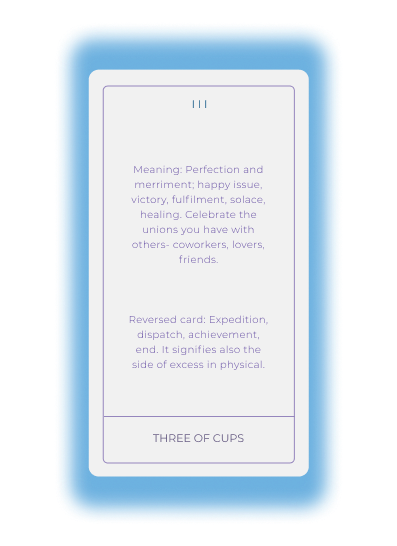 III
Meaning: Perfection and
merriment; happy issue,
victory, fulfilment, solace,
healing. Celebrate the
unions you have with
others- coworkers, lovers,
friends.
Reversed card: Expedition,
dispatch, achievement,
end. It signifies also the
side of excess in physical.
THREE OF CUPS